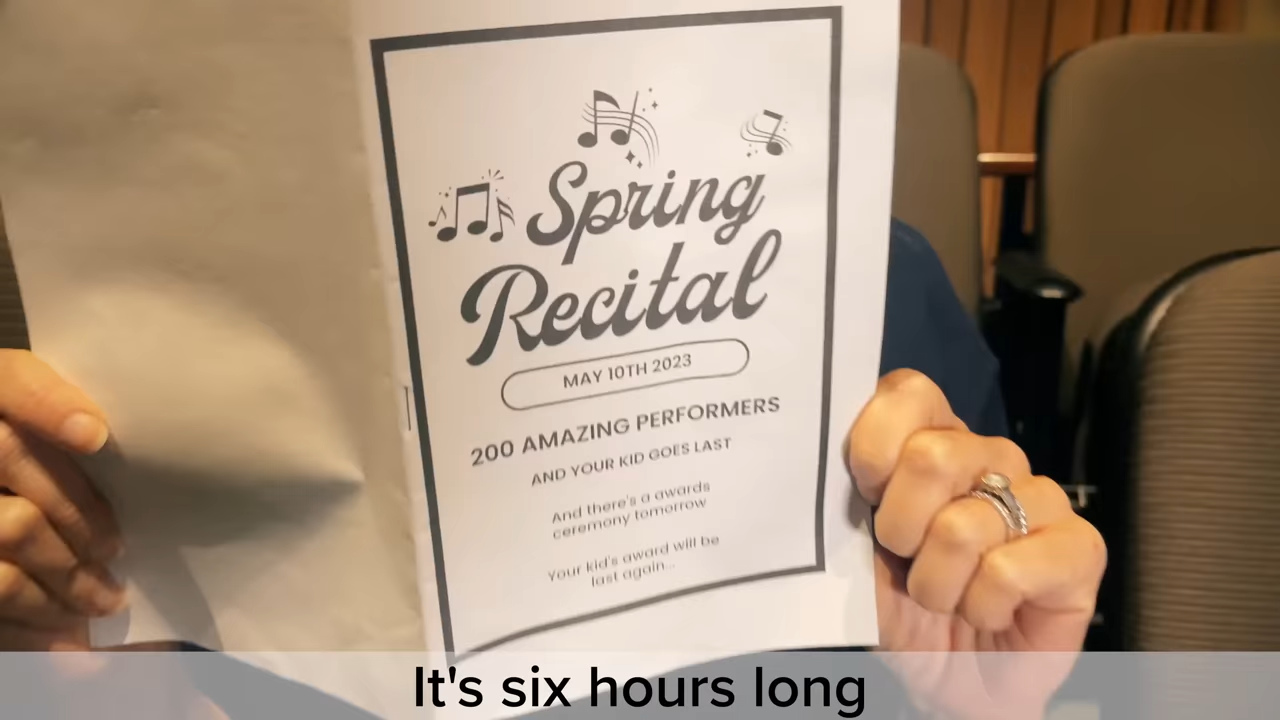 Spring
Recital
MAY 10TH 2023
200 AMAZING PERFORMERS
AND YOUR KID GOES LAST
And there's a awards
ceremony tomorrow
Your kid's award will be
last again...
It's six hours long